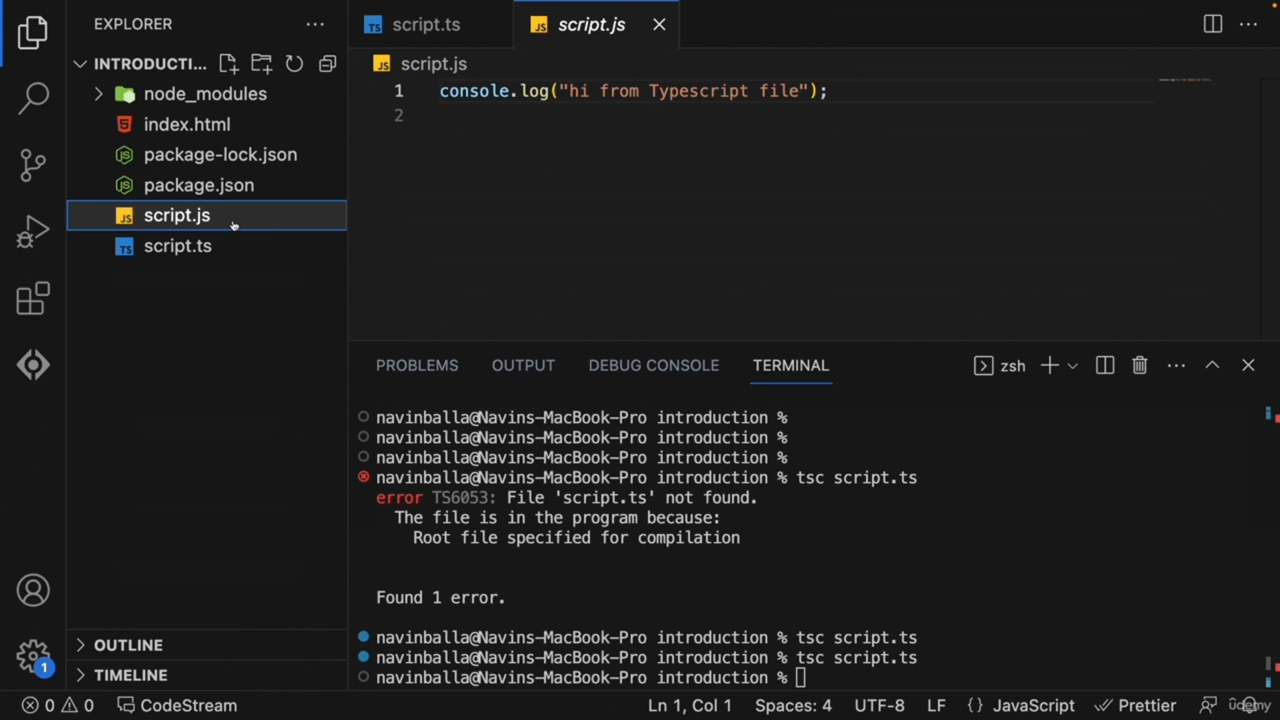 EXPLORER
INTRODUCTI...
node_modules
index.html
package-lock.json
package.json
script.js
script.ts
OUTLINE
TIMELINE
script.ts
script.js
script.js
1 console.log("hi from Typescript file");
2
PROBLEMS OUTPUT DEBUG CONSOLE TERMINAL
zsh
navinballa@Navins-MacBook-Pro introduction %
navinballa@Navins-MacBook-Pro introduction %
navinballa@Navins-MacBook-Pro introduction %
navinballa@Navins-MacBook-Pro introduction % tsc script.ts
error TS6053: File 'script.ts' not found.
The file is in the program because:
Root file specified for compilation
Found 1 error.
navinballa@Navins-MacBook-Pro introduction % tsc script.ts
navinballa@Navins-MacBook-Pro introduction % tsc script.ts
navinballa@Navins-MacBook-Pro introduction %
1
0 0 CodeStream Ln 1, Col 1 Spaces: 4 UTF-8 LF {} JavaScript Prettier
udemy